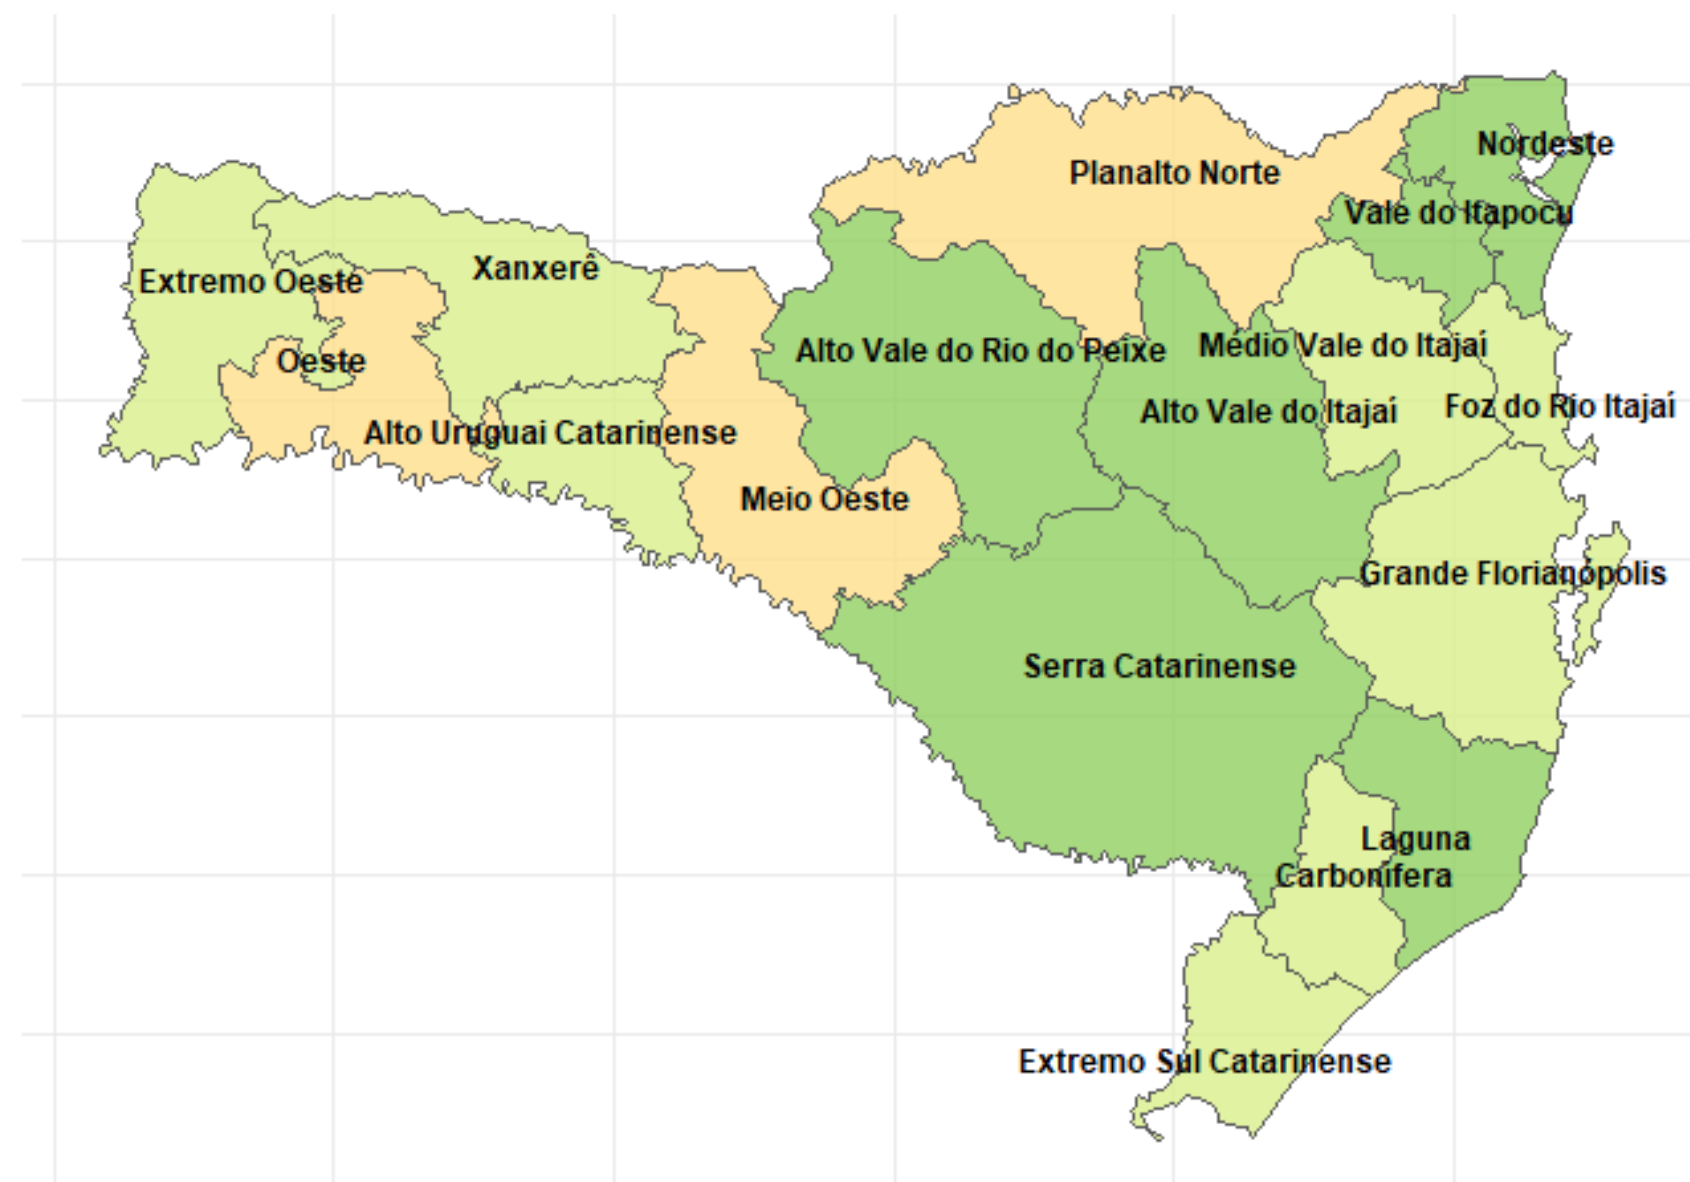 Nordeste
Planalto Norte
Vale do Itapocu
Xanxerê
Extremo Oeste
Médio Vale do Itajaí
Alto Vale do Rio do Peixe
Oeste
Foz do Rio Itajaí
Alto Vale do Itajaí
Alto Uruguai Catarinense
Meio Oeste
Grande Florianópolis
Serra Catarinense
Laguna
Carbonífera
Extremo Sul Catarinense